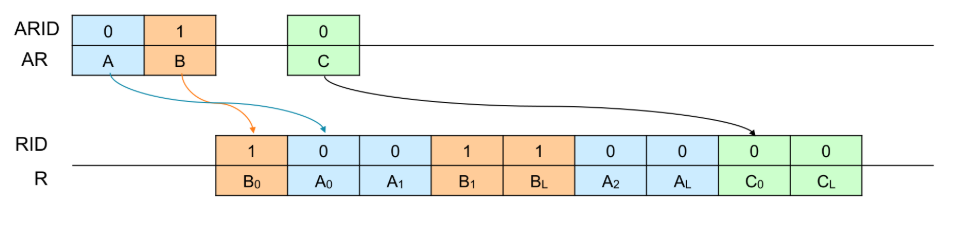 ARID 0 1 0
AR A B C
RID 1 0 0 1 1 0 0 0 0
R B₀ A₀ A₁ B₁ B_L A₂ A_L C₀ C_L